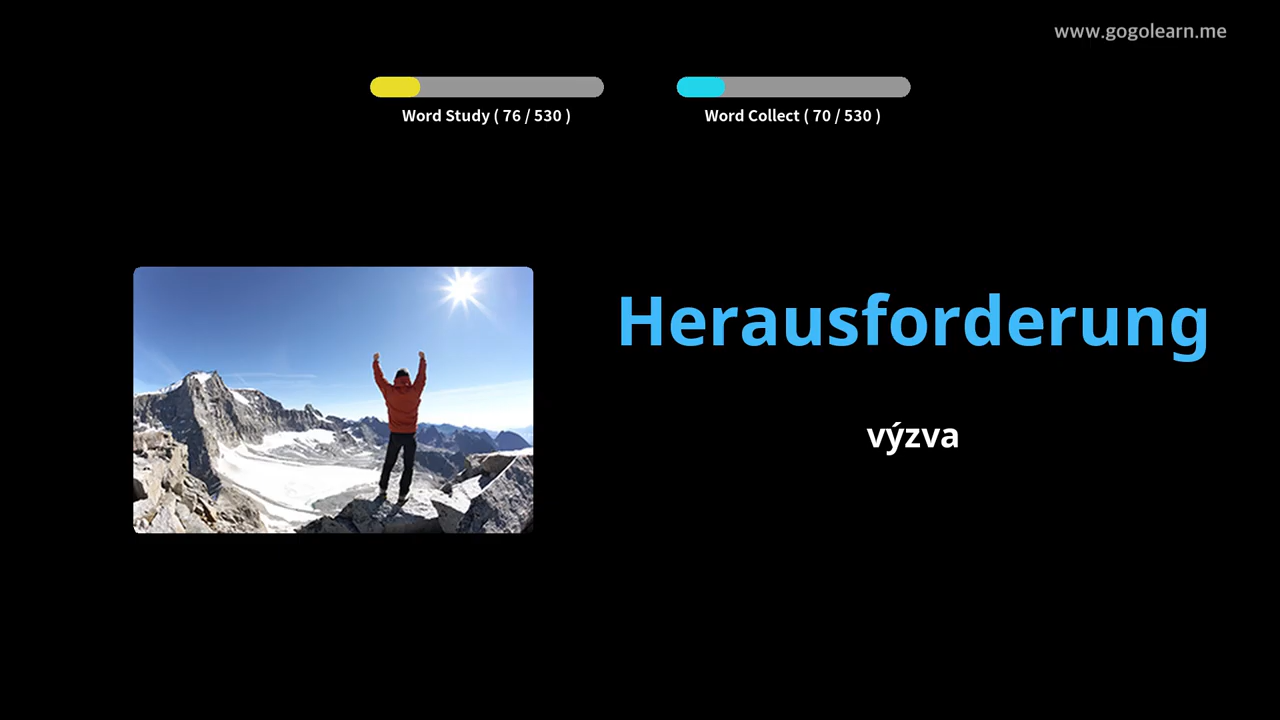 www.gogolearn.me
Word Study ( 76 / 530 )
Word Collect ( 70 / 530 )
Herausforderung
výzva